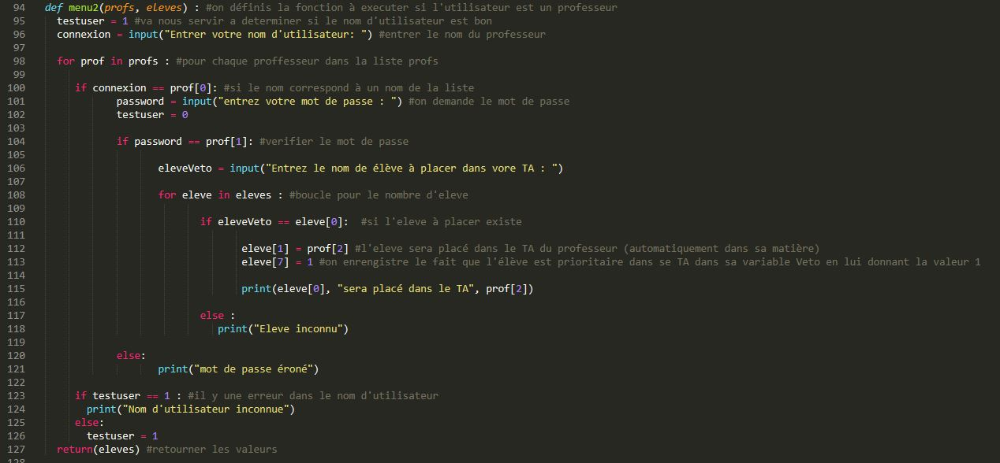 94 def menu2(profs, eleves) : #on définis la fonction à executer si l'utilisateur est un professeur
95 testuser = 1 #va nous servir a determiner si le nom d'utilisateur est bon
96 connexion = input("Entrer votre nom d'utilisateur: ") #entrer le nom du professeur
97
98 for prof in profs : #pour chaque proffesseur dans la liste profs
99
100 if connexion == prof[0]: #si le nom correspond à un nom de la liste
101 password = input("entrez votre mot de passe : ") #on demande le mot de passe
102 testuser = 0
103
104 if password == prof[1]: #verifier le mot de passe
105
106 eleveVeto = input("Entrez le nom de élève à placer dans vore TA : ")
107
108 for eleve in eleves : #boucle pour le nombre d'eleve
109
110 if eleveVeto == eleve[0]: #si l'eleve à placer existe
111
112 eleve[1] = prof[2] #l'eleve sera placé dans le TA du professeur (automatiquement dans sa matière)
113 eleve[7] = 1 #on enrengistre le fait que l'élève est prioritaire dans se TA dans sa variable Veto en lui donnant la valeur 1
114
115 print(eleve[0], "sera placé dans le TA", prof[2])
116
117 else :
118 print("Eleve inconnu")
119
120 else:
121 print("mot de passe éroné")
122
123 if testuser == 1 : #il y une erreur dans le nom d'utilisateur
124 print("Nom d'utilisateur inconnue")
125 else:
126 testuser = 1
127 return(eleves) #retourner les valeurs
128